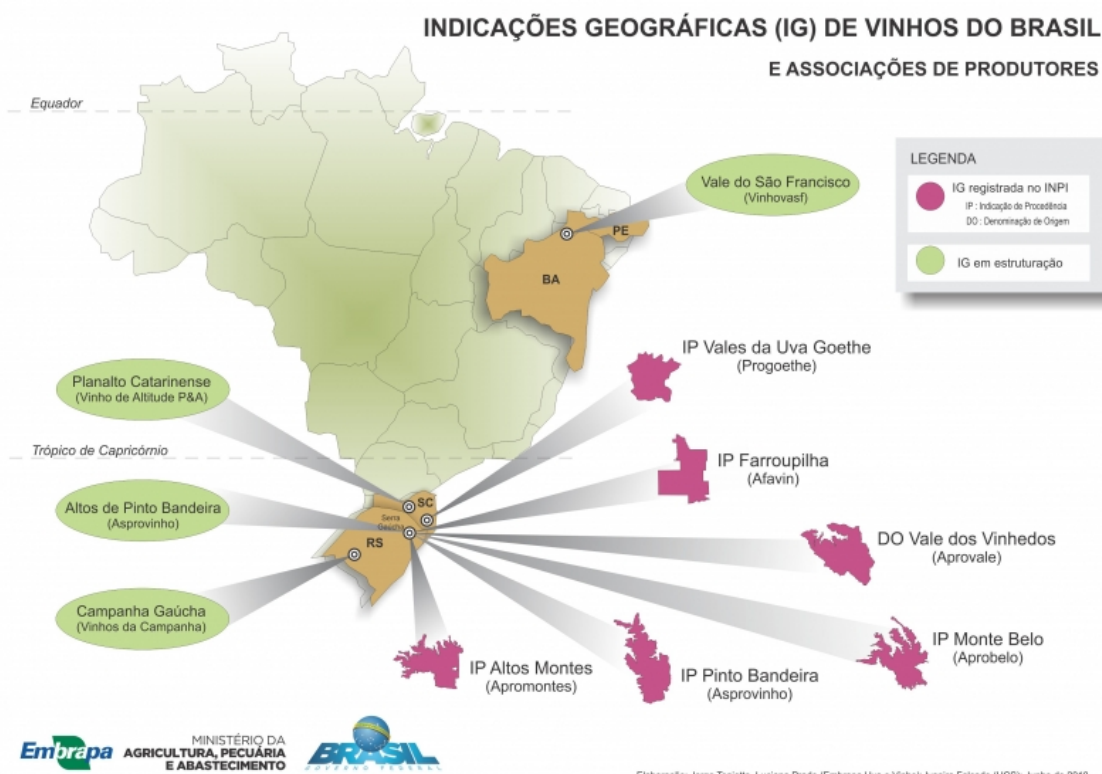 INDICAÇÕES GEOGRÁFICAS (IG) DE VINHOS DO BRASIL
E ASSOCIAÇÕES DE PRODUTORES
Equador
LEGENDA
IG registrada no INPI
IP : Indicação de Procedência
DO : Denominação de Origem
IG em estruturação
Vale do São Francisco
(Vinhovasf)
PE
BA
IP Vales da Uva Goethe
(Progoethe)
Planalto Catarinense
(Vinho de Altitude P&A)
Trópico de Capricórnio
IP Farroupilha
(Afavin)
SC
Serra
Gaúcha
RS
Altos de Pinto Bandeira
(Asprovinho)
DO Vale dos Vinhedos
(Aprovale)
Campanha Gaúcha
(Vinhos da Campanha)
IP Monte Belo
(Aprobelo)
IP Altos Montes
(Apromontes)
IP Pinto Bandeira
(Asprovinho)
Embrapa
MINISTÉRIO DA
AGRICULTURA, PECUÁRIA
E ABASTECIMENTO
BRASIL
GOVERNO FEDERAL